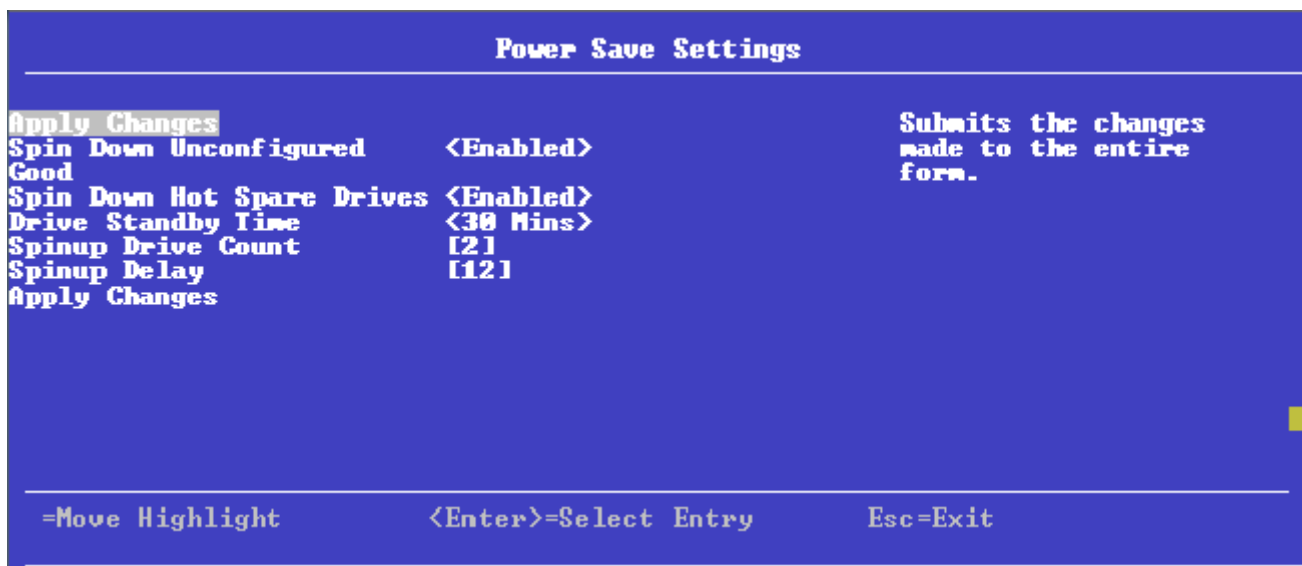 Power Save Settings
Apply Changes
Submits the changes
Spin Down Unconfigured <Enabled>
made to the entire
Good
form.
Spin Down Hot Spare Drives <Enabled>
Drive Standby Time <30 Mins>
Spinup Drive Count [2]
Spinup Delay [12]
Apply Changes
=Move Highlight <Enter>=Select Entry Esc=Exit